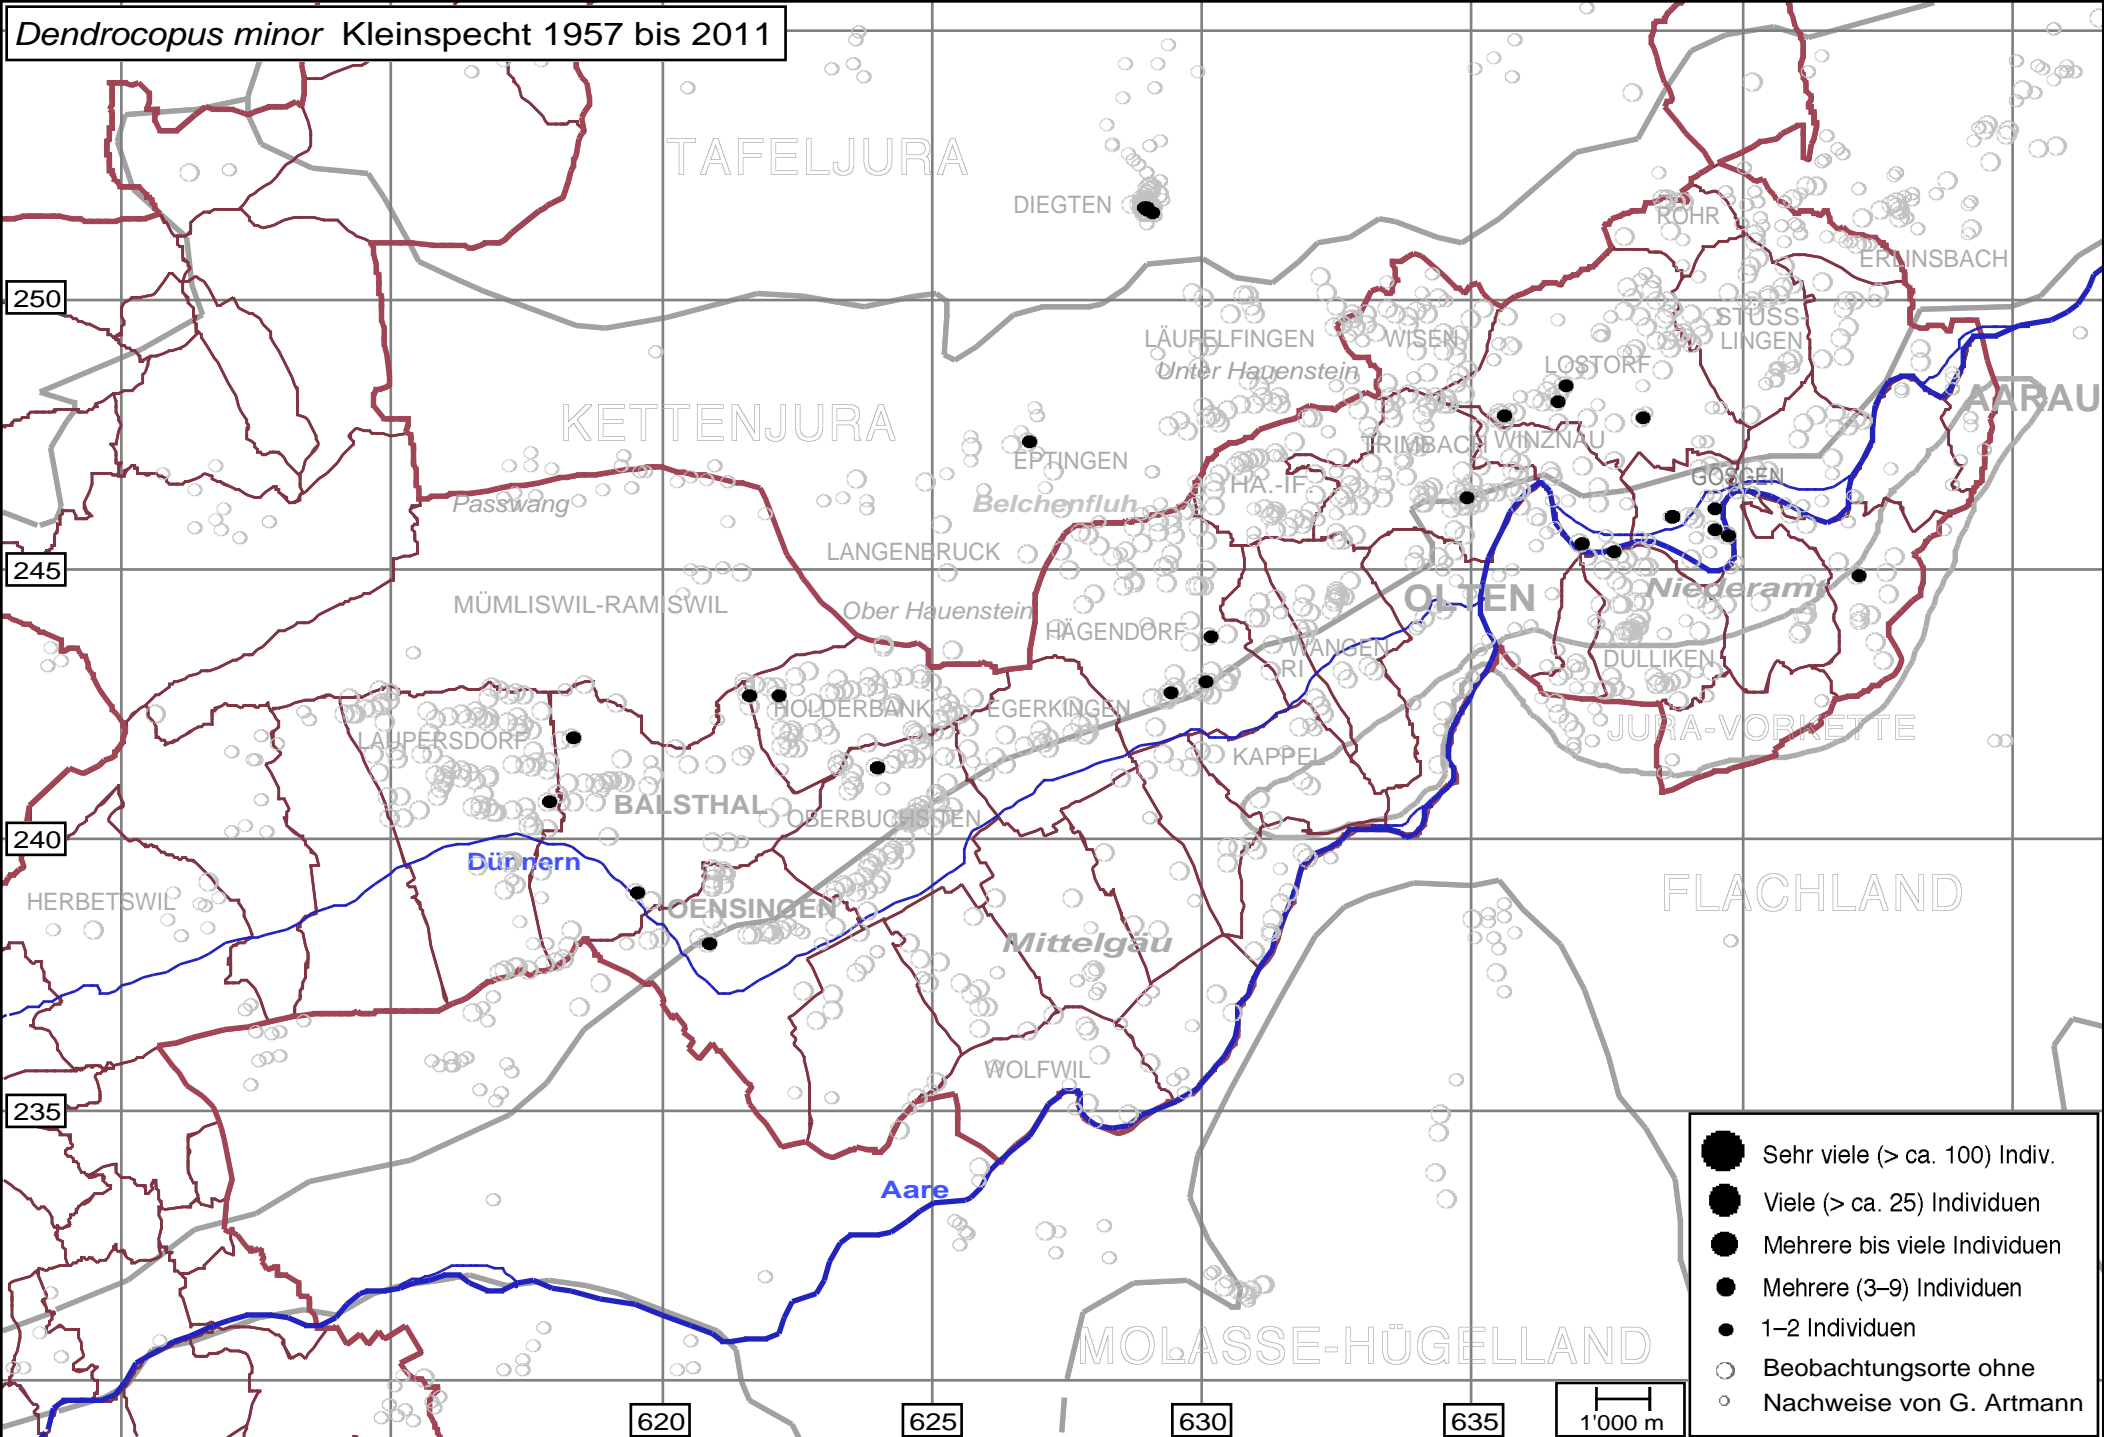 Dendrocopus minor Kleinspecht 1957 bis 2011
TAFELJURA
DIEGTEN
ROHR
ERLINSBACH
250
STÜSS-
LINGEN
LÄUFELFINGEN
WISEN
Unter Hauenstein
LOSTORF
AARAU
KETTENJURA
TRIMBACH
WINZNAU
EPTINGEN
GÖSGEN
HA.-IF.
Passwang
Belchenfluh
LANGENBRUCK
245
MÜMLISWIL-RAMISWIL
Ober Hauenstein
OLTEN
Niederamt
HÄGENDORF
WANGEN
RI
DULLIKEN
HOLDERBANK
EGERKINGEN
JURA-VORKETTE
LAUPERSDORF
KAPPEL
BALSTHAL
OBERBUCHSITEN
240
Dünnern
HERBETSWIL
OENSINGEN
FLACHLAND
Mittelgäu
WOLFWIL
235
Aare
MOLASSE-HÜGELLAND
Sehr viele (> ca. 100) Indiv.
Viele (> ca. 25) Individuen
Mehrere bis viele Individuen
Mehrere (3–9) Individuen
1–2 Individuen
Beobachtungsorte ohne
Nachweise von G. Artmann
1'000 m
620
625
630
635